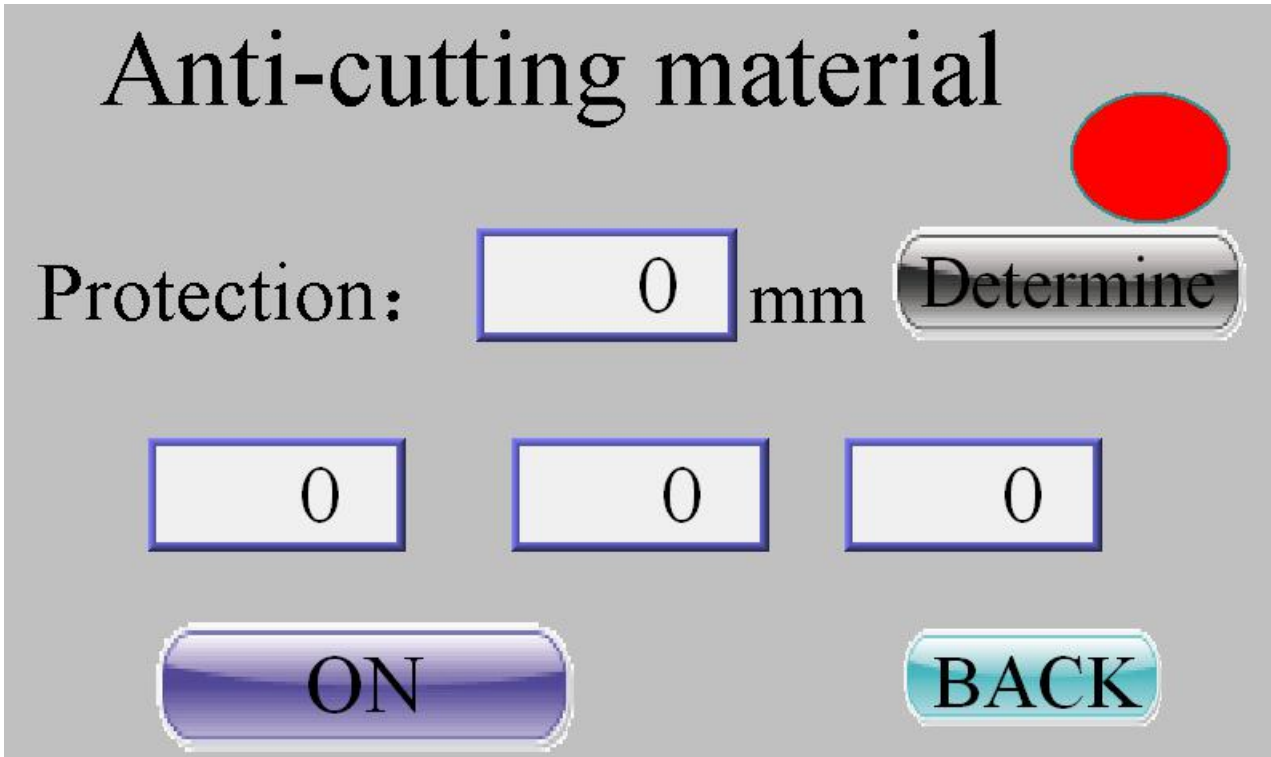 Anti-cutting material
Protection： 0 mm Determine
0 0 0
ON BACK